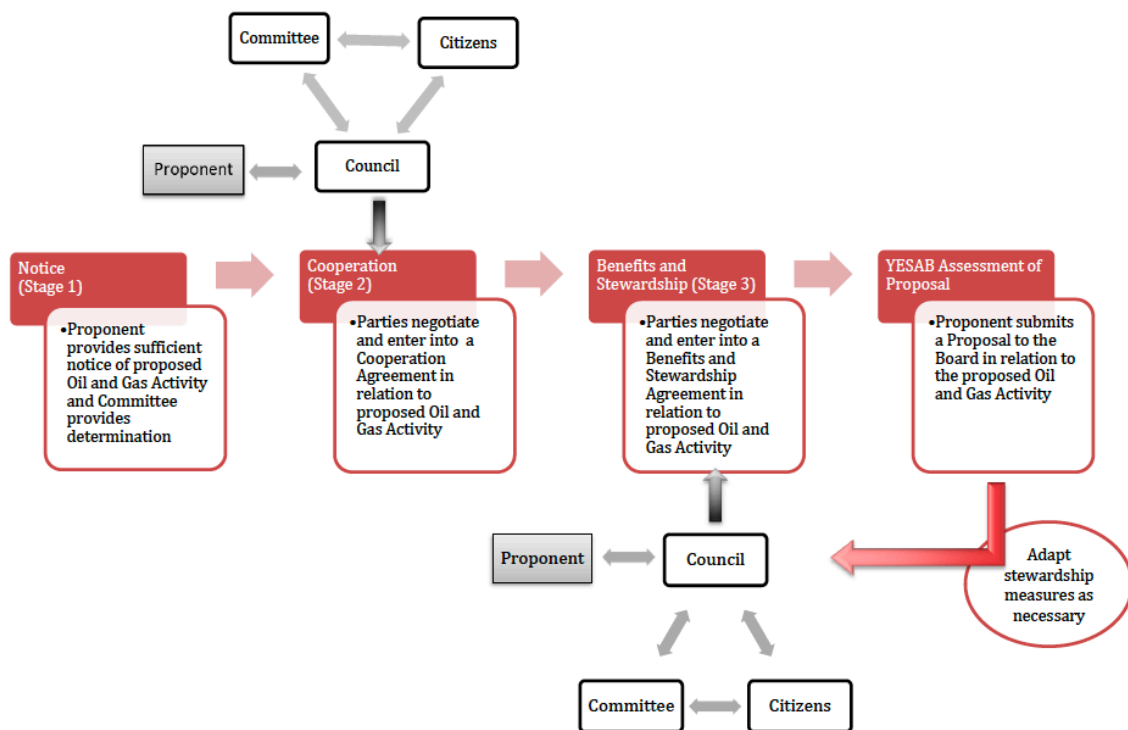 Committee
Citizens
Proponent
Council
Notice
(Stage 1)
•Proponent
provides sufficient
notice of proposed
Oil and Gas Activity
and Committee
provides
determination
Cooperation
(Stage 2)
•Parties negotiate
and enter into a
Cooperation
Agreement in
relation to
proposed Oil and
Gas Activity
Benefits and
Stewardship (Stage 3)
•Parties negotiate
and enter into a
Benefits and
Stewardship
Agreement in
relation to
proposed Oil and
Gas Activity
YESAB Assessment of
Proposal
•Proponent submits
a Proposal to the
Board in relation to
the proposed Oil
and Gas Activity
Proponent
Council
Adapt
stewardship
measures as
necessary
Committee
Citizens